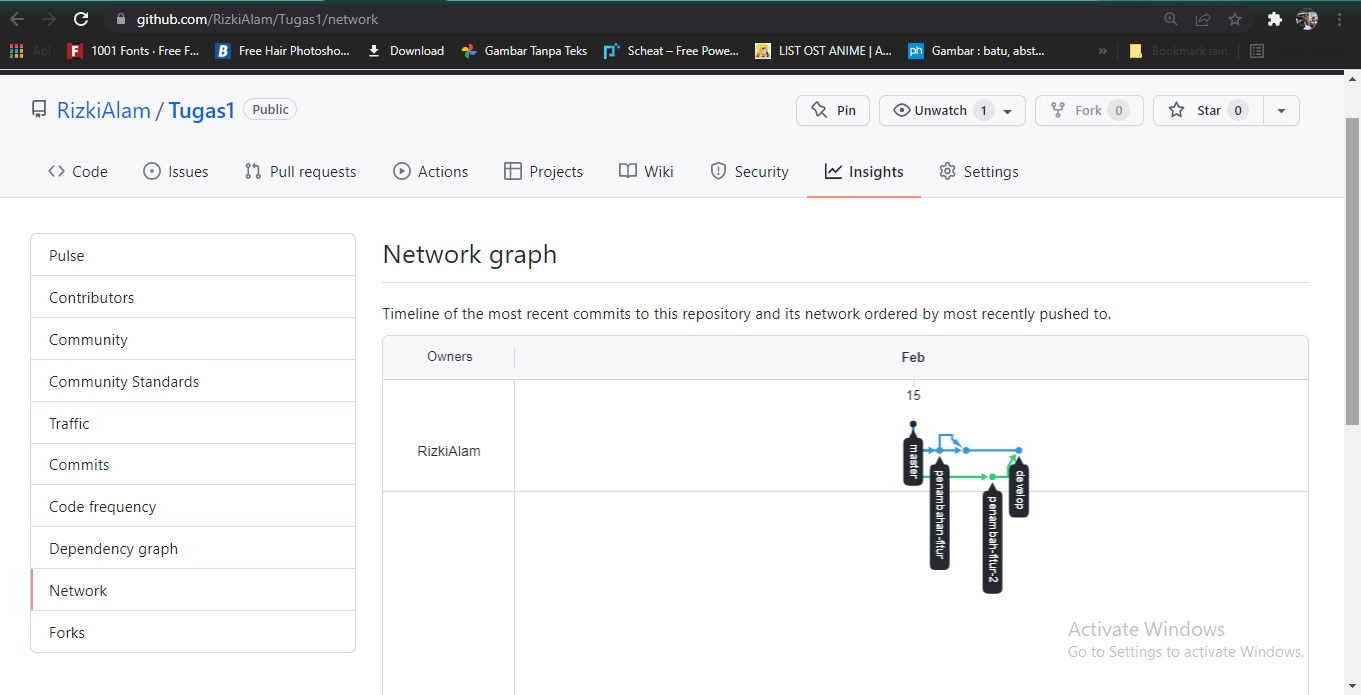 github.com/RizkiAlam/Tugas1/network
Apl
1001 Fonts · Free F...
Free Hair Photosho...
Download
Gambar Tanpa Teks
Scheat – Free Powe...
LIST OST ANIME | A...
Gambar : batu, abst...
»
Bookmark lain
RizkiAlam / Tugas1 Public
Pin
Unwatch 1
Fork 0
Star 0
Code
Issues
Pull requests
Actions
Projects
Wiki
Security
Insights
Settings
Pulse
Contributors
Community
Community Standards
Traffic
Commits
Code frequency
Dependency graph
Network
Forks
Network graph
Timeline of the most recent commits to this repository and its network ordered by most recently pushed to.
Owners
Feb
15
RizkiAlam
master
penambahan-fitur
penambah-fitur-2
develop
Activate Windows
Go to Settings to activate Windows.